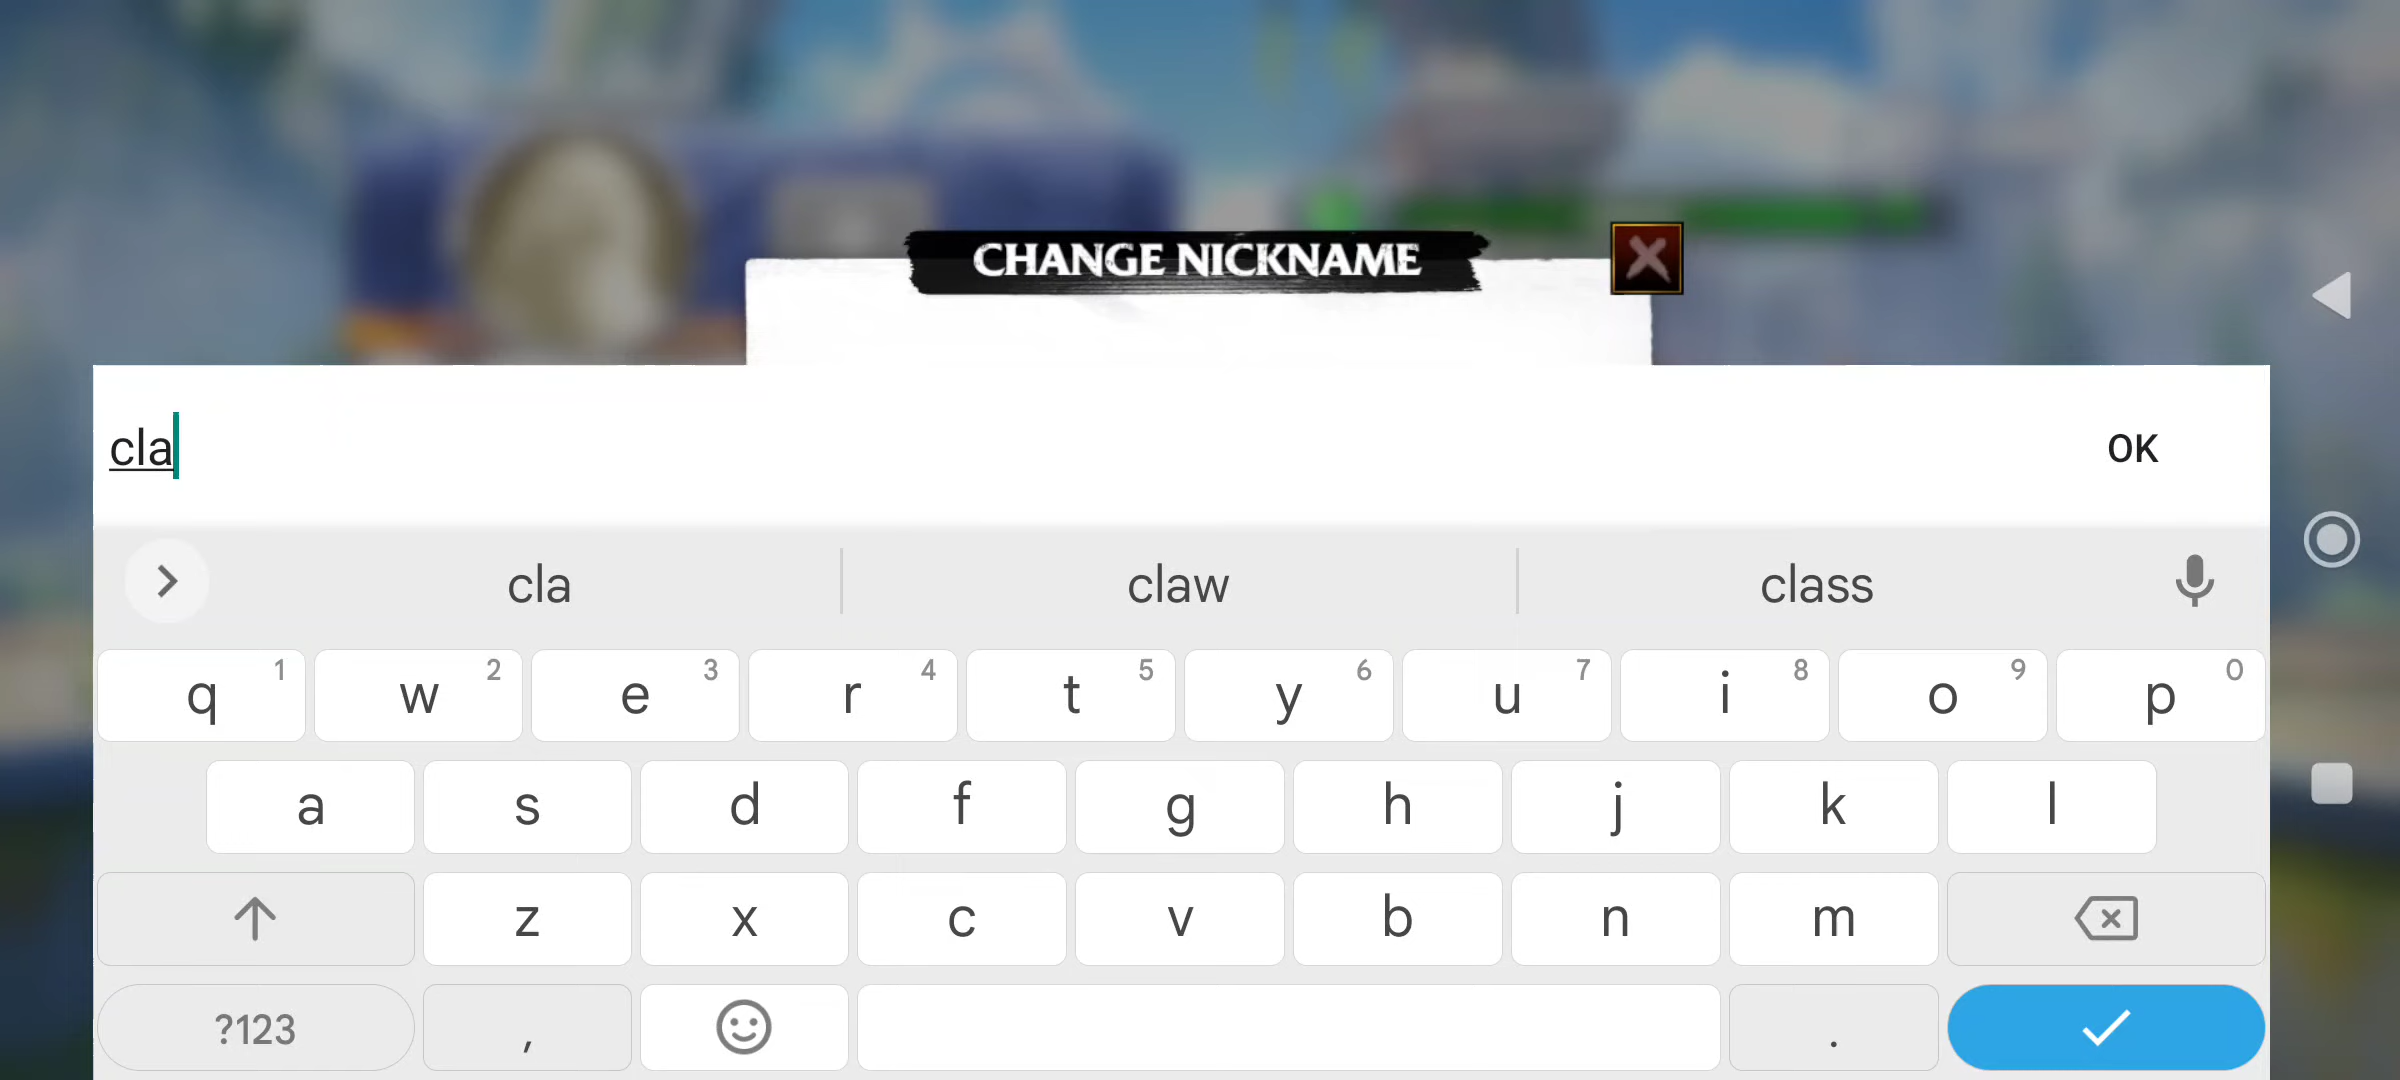 CHANGE NICKNAME
cla OK
cla claw class
q 1 w 2 e 3 r 4 t 5 y 6 u 7 i 8 o 9 p 0
a s d f g h j k l
z x c v b n m
?123 , .